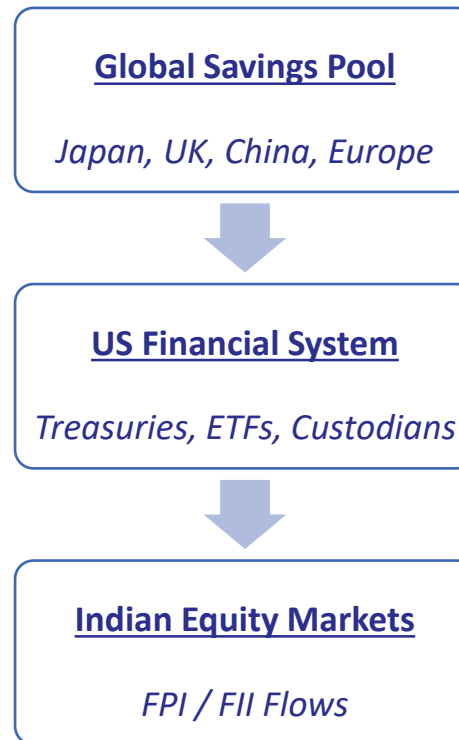 Global Savings Pool
Japan, UK, China, Europe
US Financial System
Treasuries, ETFs, Custodians
Indian Equity Markets
FPI / FII Flows